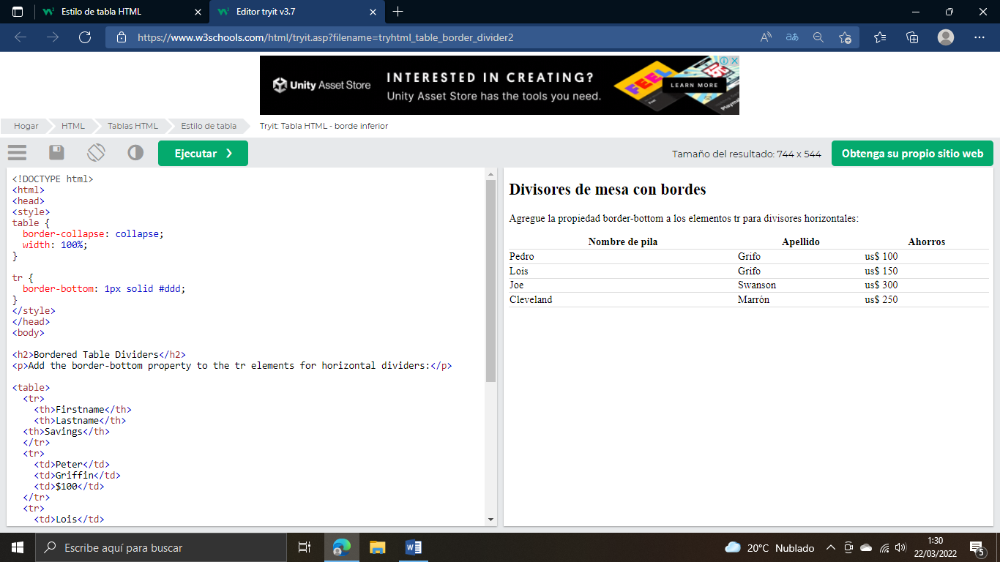 Estilo de tabla HTML
Editor tryit v3.7
https://www.w3schools.com/html/tryit.asp?filename=tryhtml_table_border_divider2
Unity Asset Store
INTERESTED IN CREATING?
Unity Asset Store has the tools you need.
FEEL
LEARN MORE
Hogar
HTML
Tablas HTML
Estilo de tabla
Tryit: Tabla HTML - borde inferior
Ejecutar ❯
Tamaño del resultado: 744 x 544
Obtenga su propio sitio web
<!DOCTYPE html>
<html>
<head>
<style>
table {
  border-collapse: collapse;
  width: 100%;
}
tr {
  border-bottom: 1px solid #ddd;
}
</style>
</head>
<body>
<h2>Bordered Table Dividers</h2>
<p>Add the border-bottom property to the tr elements for horizontal dividers:</p>
<table>
  <tr>
    <th>Firstname</th>
    <th>Lastname</th>
  <th>Savings</th>
  </tr>
  <tr>
    <td>Peter</td>
    <td>Griffin</td>
    <td>$100</td>
  </tr>
  <tr>
    <td>Lois</td>
Divisores de mesa con bordes
Agregue la propiedad border-bottom a los elementos tr para divisores horizontales:
Nombre de pila Apellido Ahorros
Pedro Grifo us$ 100
Lois Grifo us$ 150
Joe Swanson us$ 300
Cleveland Marrón us$ 250
Escribe aquí para buscar
20°C Nublado
1:30
22/03/2022
5